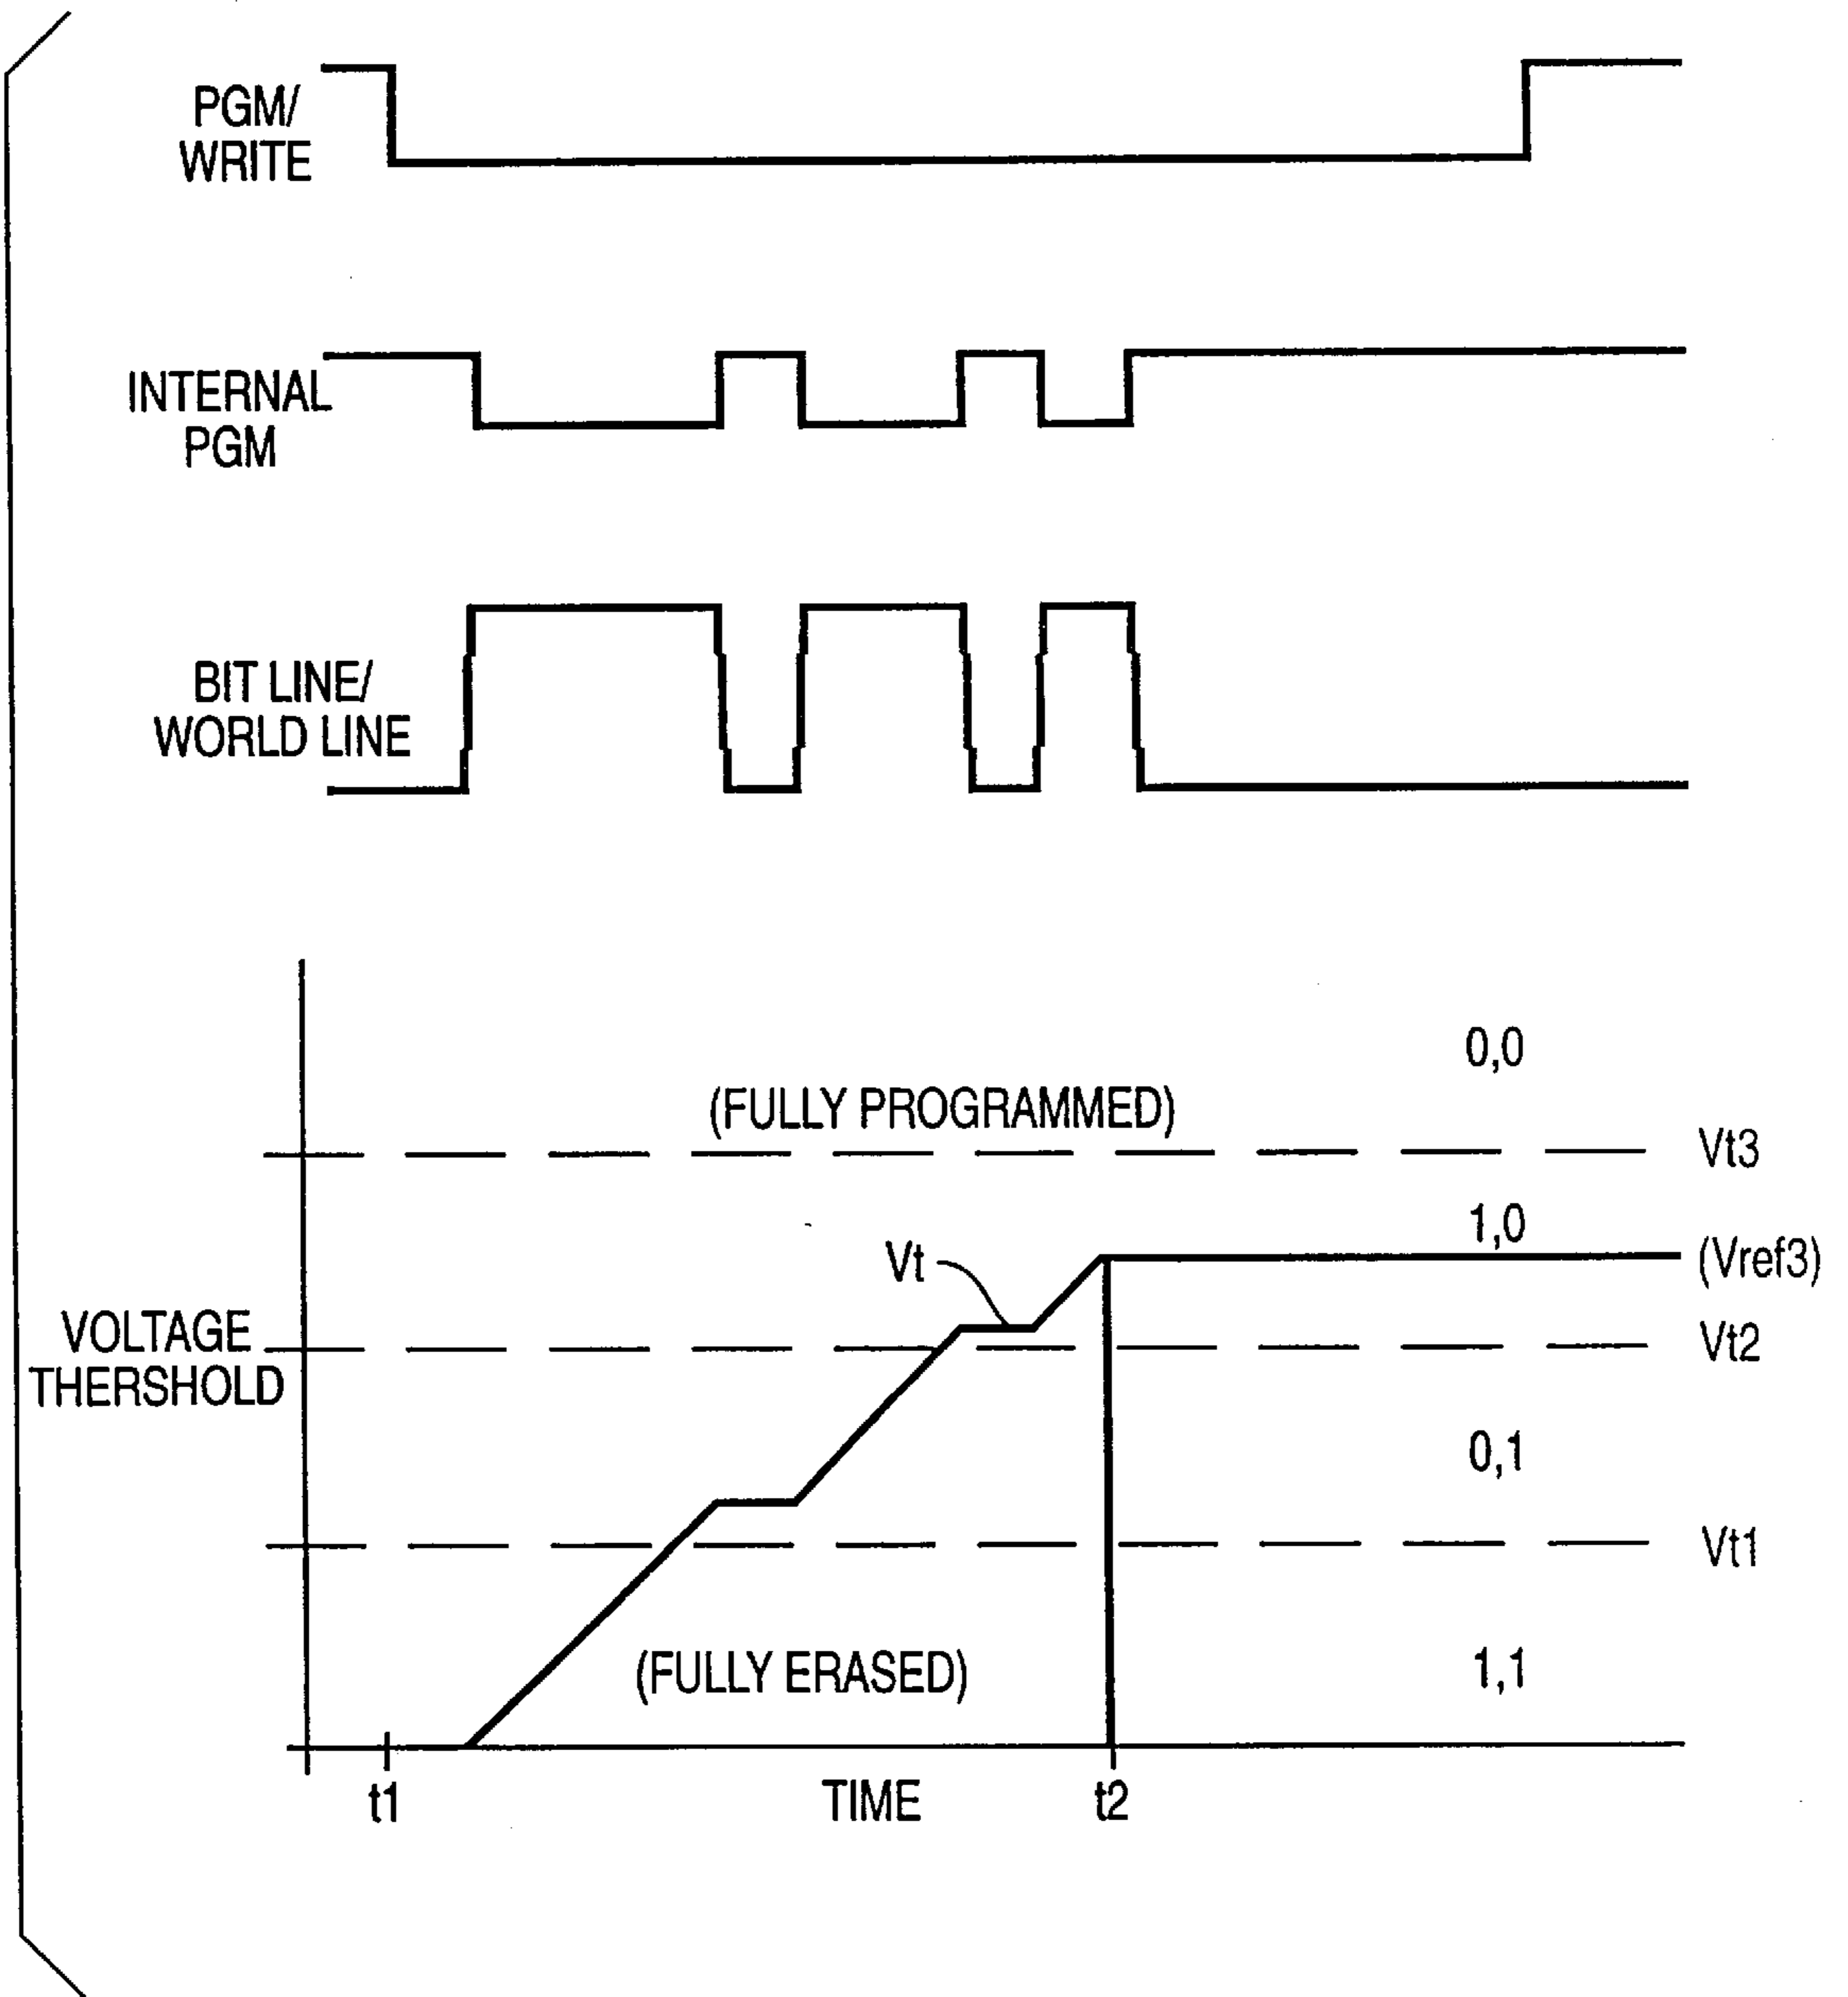 PGM/
WRITE
INTERNAL
PGM
BIT LINE/
WORLD LINE
0,0
(FULLY PROGRAMMED)
Vt3
1,0
Vt
(Vref3)
VOLTAGE
THERSHOLD
Vt2
0,1
Vt1
(FULLY ERASED)
1,1
t1
TIME
t2